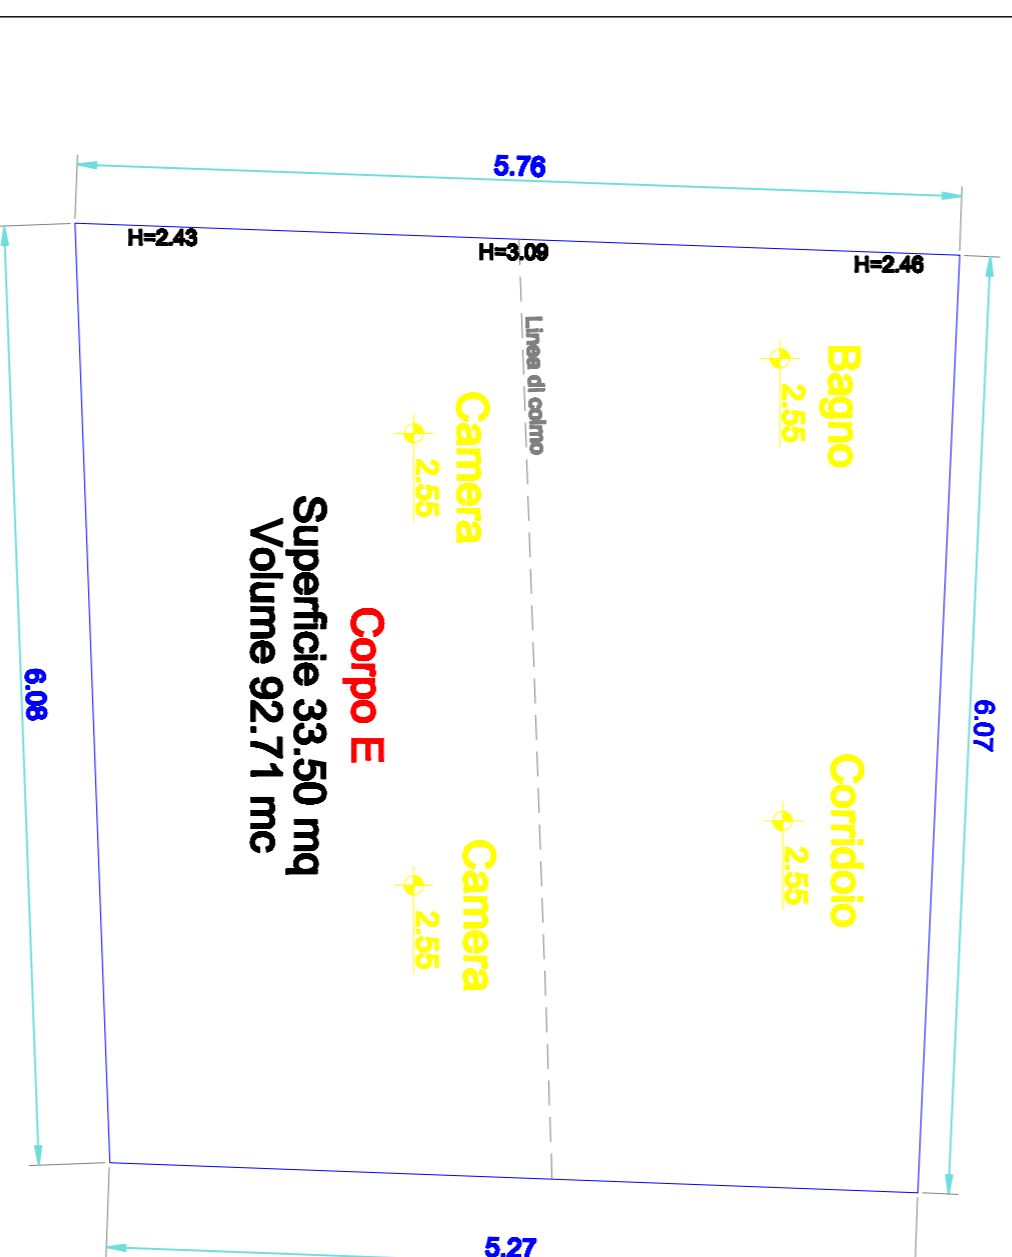 5.76
H=2.43
H=3.09
H=2.46
Linea di colmo
Bagno
2.55
Camera
2.55
Corpo E
Superficie 33.50 mq
Volume 92.71 mc
6.08
6.07
Corridoio
2.55
Camera
2.55
5.27